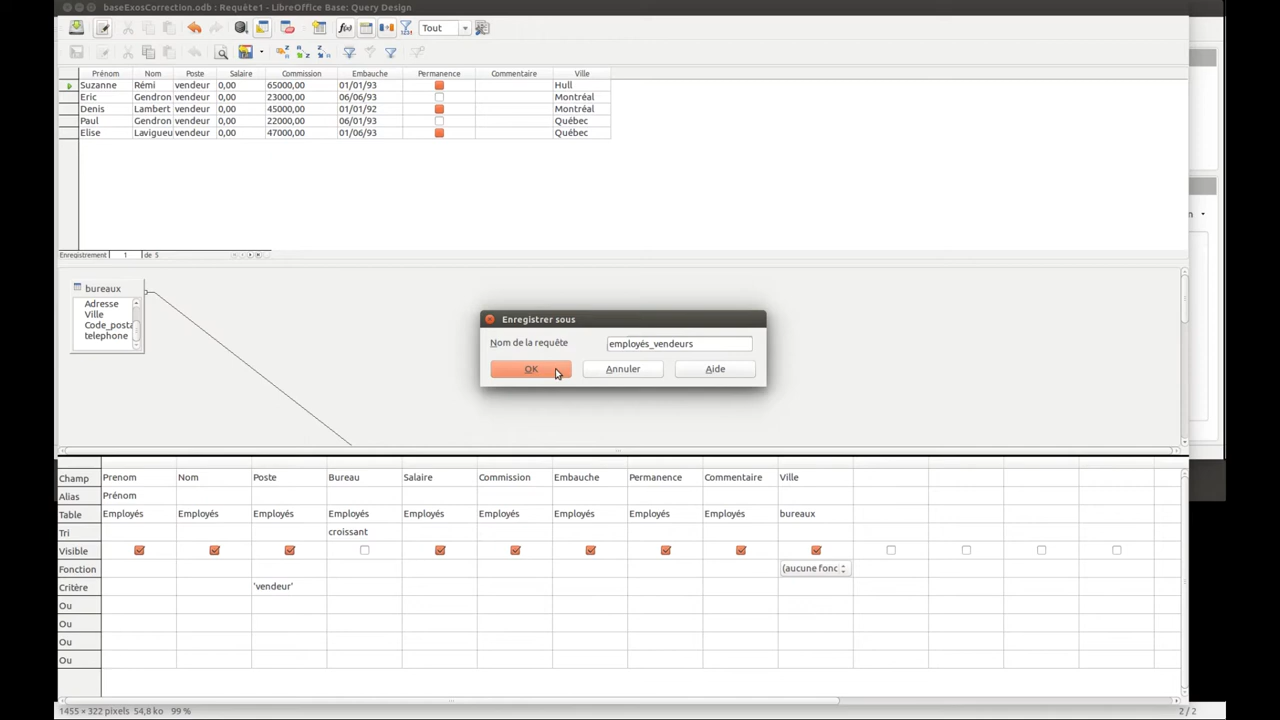 baseExosCorrection.odb : Requête1 - LibreOffice Base: Query Design
Tout
Prénom Nom Poste Salaire Commission Embauche Permanence Commentaire Ville
Suzanne Rémi vendeur 0,00 65000,00 01/01/93 Hull
Eric Gendron vendeur 0,00 23000,00 06/06/93 Montréal
Denis Lambert vendeur 0,00 45000,00 01/01/92 Montréal
Paul Gendron vendeur 0,00 22000,00 06/01/93 Québec
Elise Lavigueu vendeur 0,00 47000,00 01/06/93 Québec
Enregistrement 1 de 5
bureaux
Adresse
Ville
Code_posta
telephone
Enregistrer sous
Nom de la requête employés_vendeurs
OK Annuler Aide
Champ Prenom Nom Poste Bureau Salaire Commission Embauche Permanence Commentaire Ville
Alias Prénom
Table Employés Employés Employés Employés Employés Employés Employés Employés Employés bureaux
Tri croissant
Visible
Fonction (aucune fonc
Critère 'vendeur'
Ou
Ou
Ou
Ou
1455 × 322 pixels 54,8 ko 99 % 2 / 2